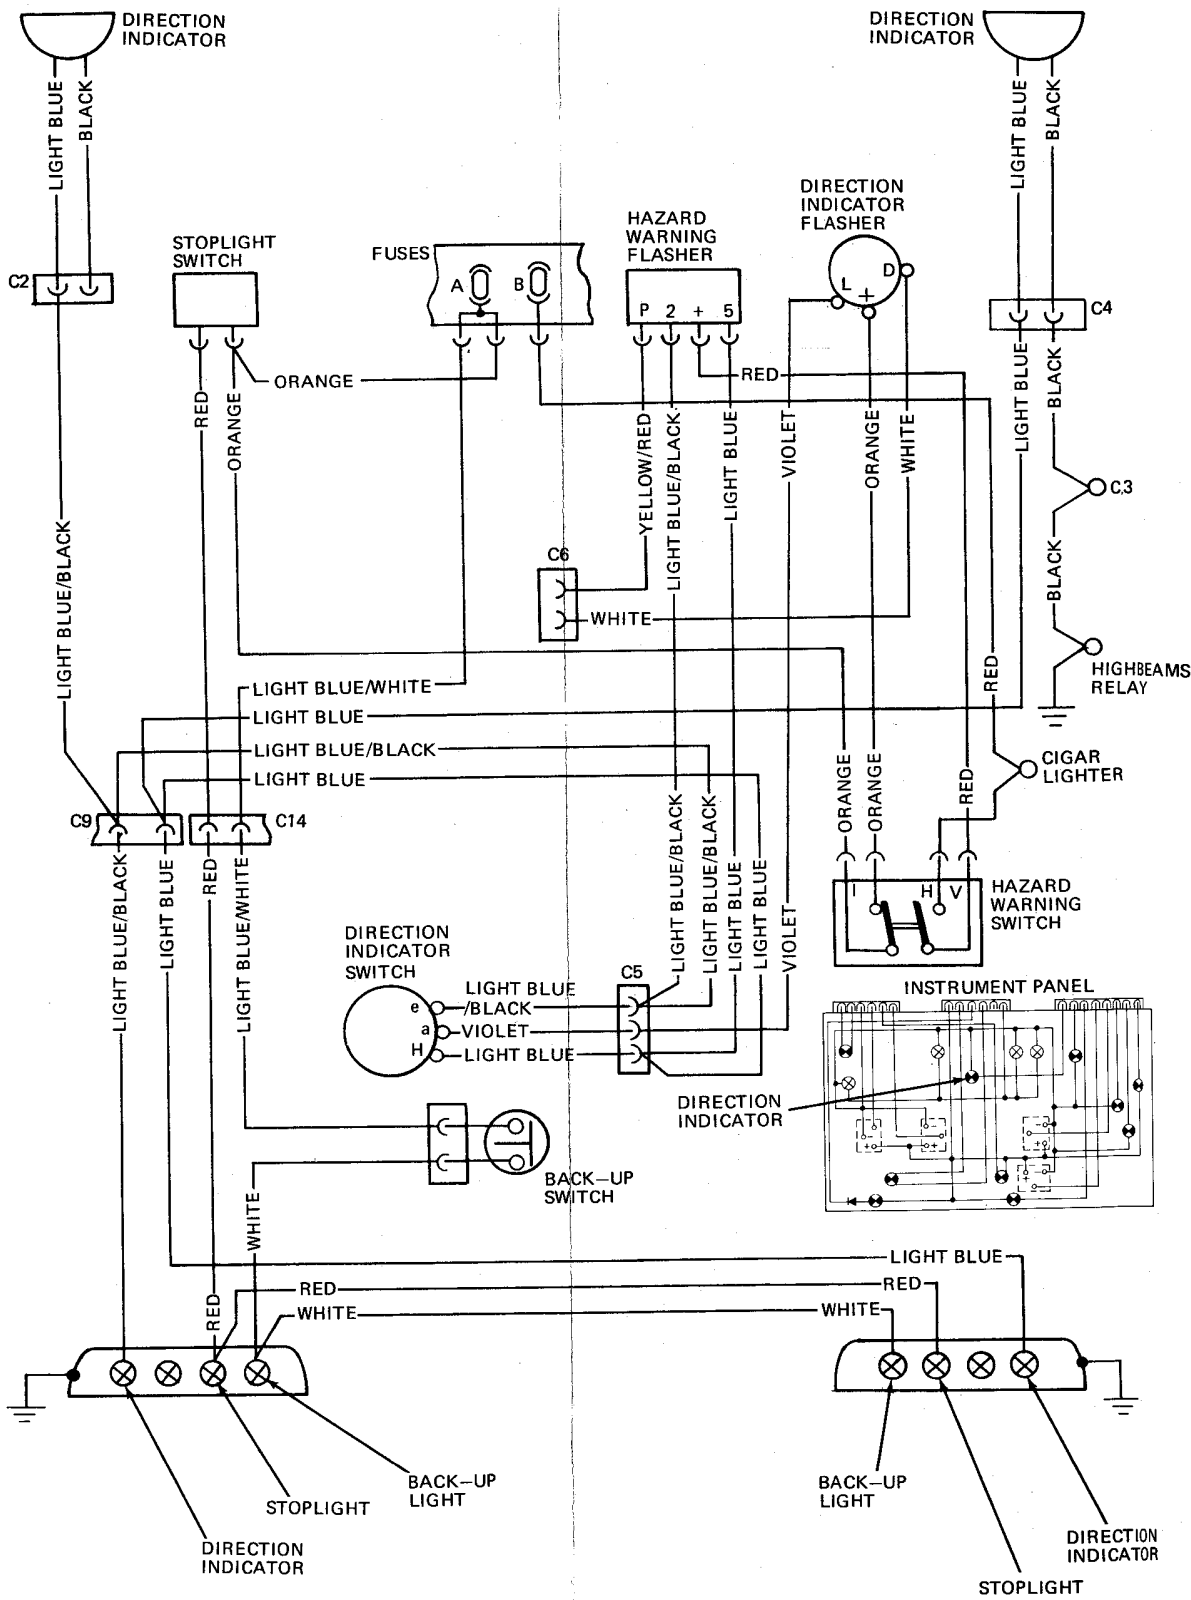 DIRECTION
INDICATOR
DIRECTION
INDICATOR
LIGHT BLUE
BLACK
LIGHT BLUE
BLACK
C2
STOPLIGHT
SWITCH
FUSES
A
B
HAZARD
WARNING
FLASHER
P 2 + 5
DIRECTION
INDICATOR
FLASHER
L
D
+
C4
ORANGE
RED
RED
ORANGE
YELLOW/RED
LIGHT BLUE/BLACK
LIGHT BLUE
VIOLET
ORANGE
WHITE
LIGHT BLUE
BLACK
C,3
LIGHT BLUE/BLACK
C6
WHITE
BLACK
HIGHBEAMS
RELAY
RED
LIGHT BLUE/WHITE
LIGHT BLUE
LIGHT BLUE/BLACK
LIGHT BLUE
CIGAR
LIGHTER
C9
C14
ORANGE
ORANGE
RED
LIGHT BLUE/BLACK
LIGHT BLUE
RED
LIGHT BLUE/WHITE
LIGHT BLUE/BLACK
LIGHT BLUE/BLACK
LIGHT BLUE
LIGHT BLUE
VIOLET
I H V
HAZARD
WARNING
SWITCH
DIRECTION
INDICATOR
SWITCH
e
a
H
LIGHT BLUE
/BLACK
VIOLET
LIGHT BLUE
C5
INSTRUMENT PANEL
DIRECTION
INDICATOR
BACK-UP
SWITCH
WHITE
LIGHT BLUE
RED
RED
RED
WHITE
WHITE
BACK-UP
LIGHT
STOPLIGHT
DIRECTION
INDICATOR
BACK-UP
LIGHT
DIRECTION
INDICATOR
STOPLIGHT